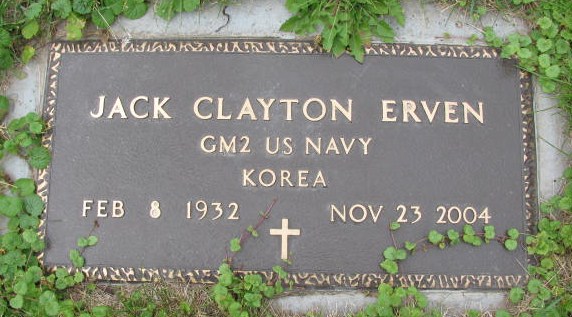 JACK CLAYTON ERVEN
GM2 US NAVY
KOREA
FEB 8 1932 NOV 23 2004